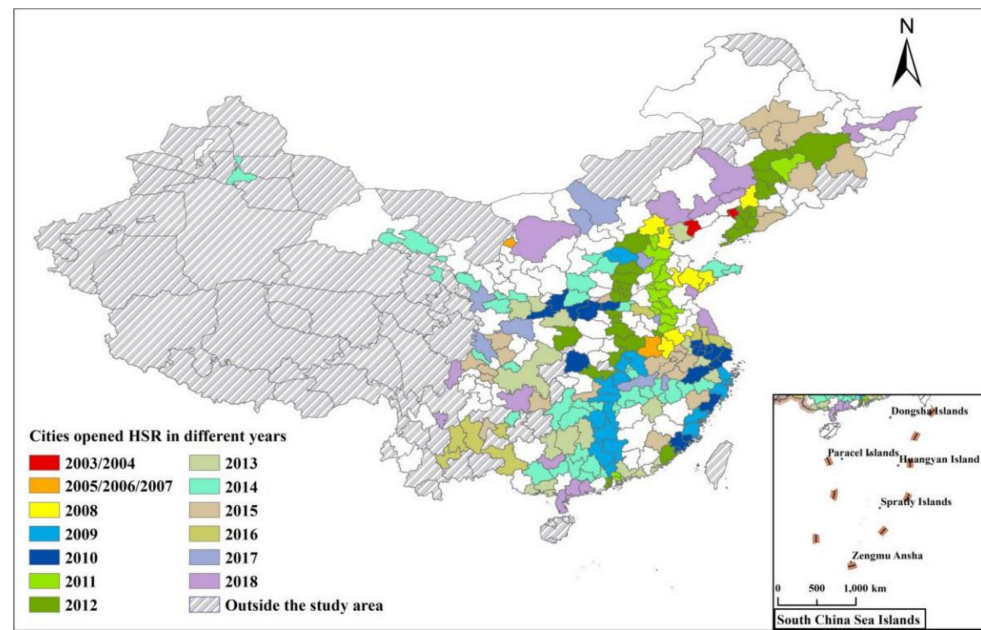 N
Cities opened HSR in different years
2003/2004
2005/2006/2007
2008
2009
2010
2011
2012
2013
2014
2015
2016
2017
2018
Outside the study area
Dongsha Islands
Paracel Islands
Huangyan Island
Spratly Islands
Zengmu Ansha
0 500 1,000 km
South China Sea Islands